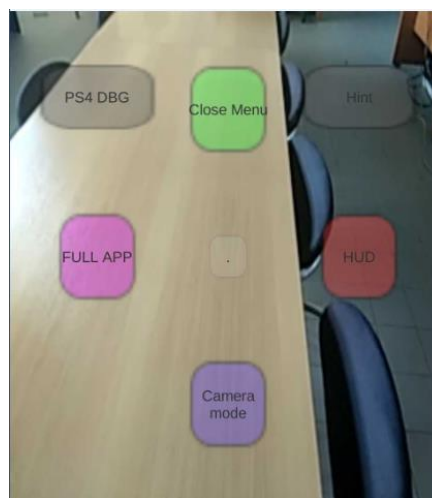 PS4 DBG
Close Menu
Hint
FULL APP
.
HUD
Camera
mode